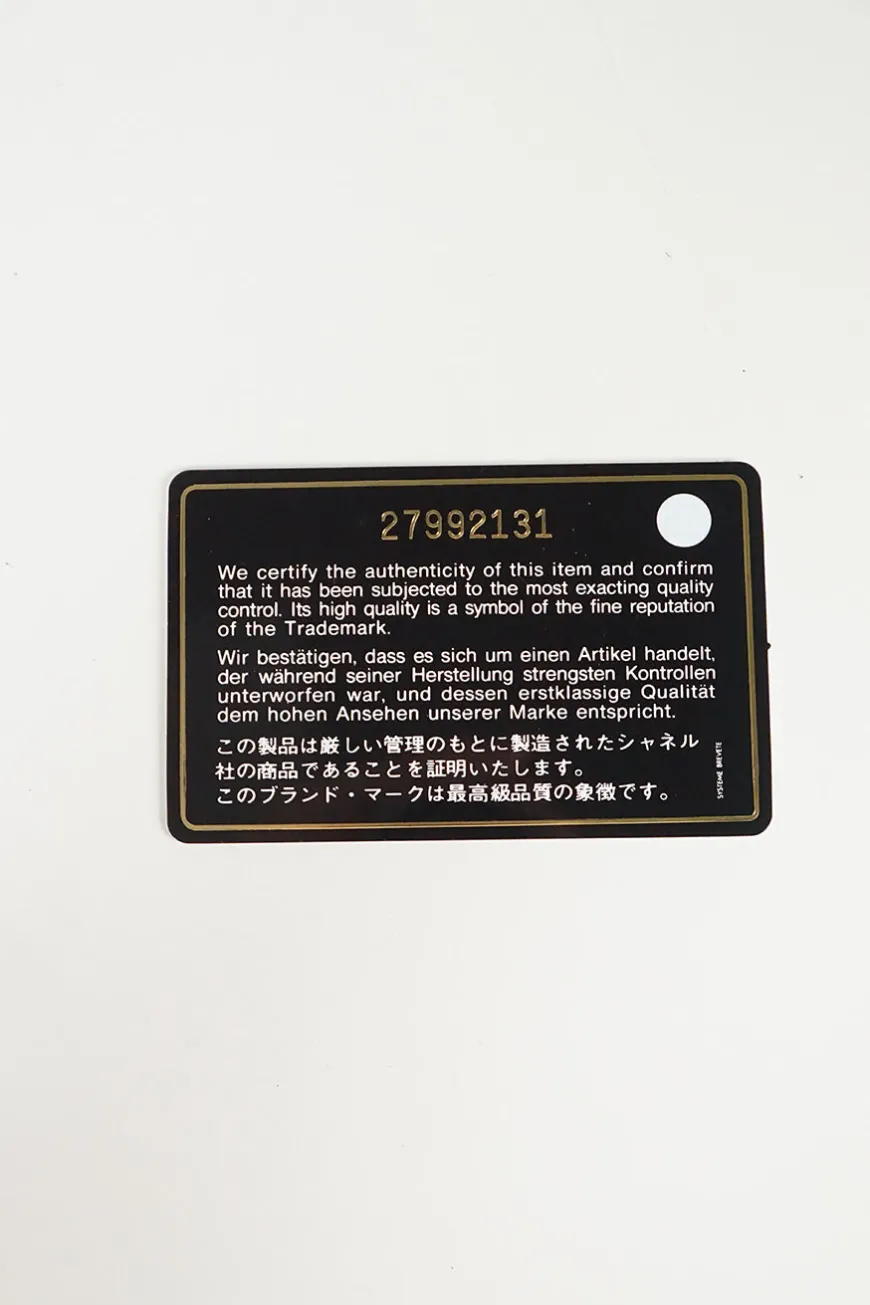 27992131
We certify the authenticity of this item and confirm
that it has been subjected to the most exacting quality
control. Its high quality is a symbol of the fine reputation
of the Trademark.
Wir bestätigen, dass es sich um einen Artikel handelt,
der während seiner Herstellung strengsten Kontrollen
unterworfen war, und dessen erstklassige Qualität
dem hohen Ansehen unserer Marke entspricht.
この製品は厳しい管理のもとに製造されたシャネル
社の商品であることを証明いたします。
このブランド・マークは最高級品質の象徴です。
SYSTEME BREVETE